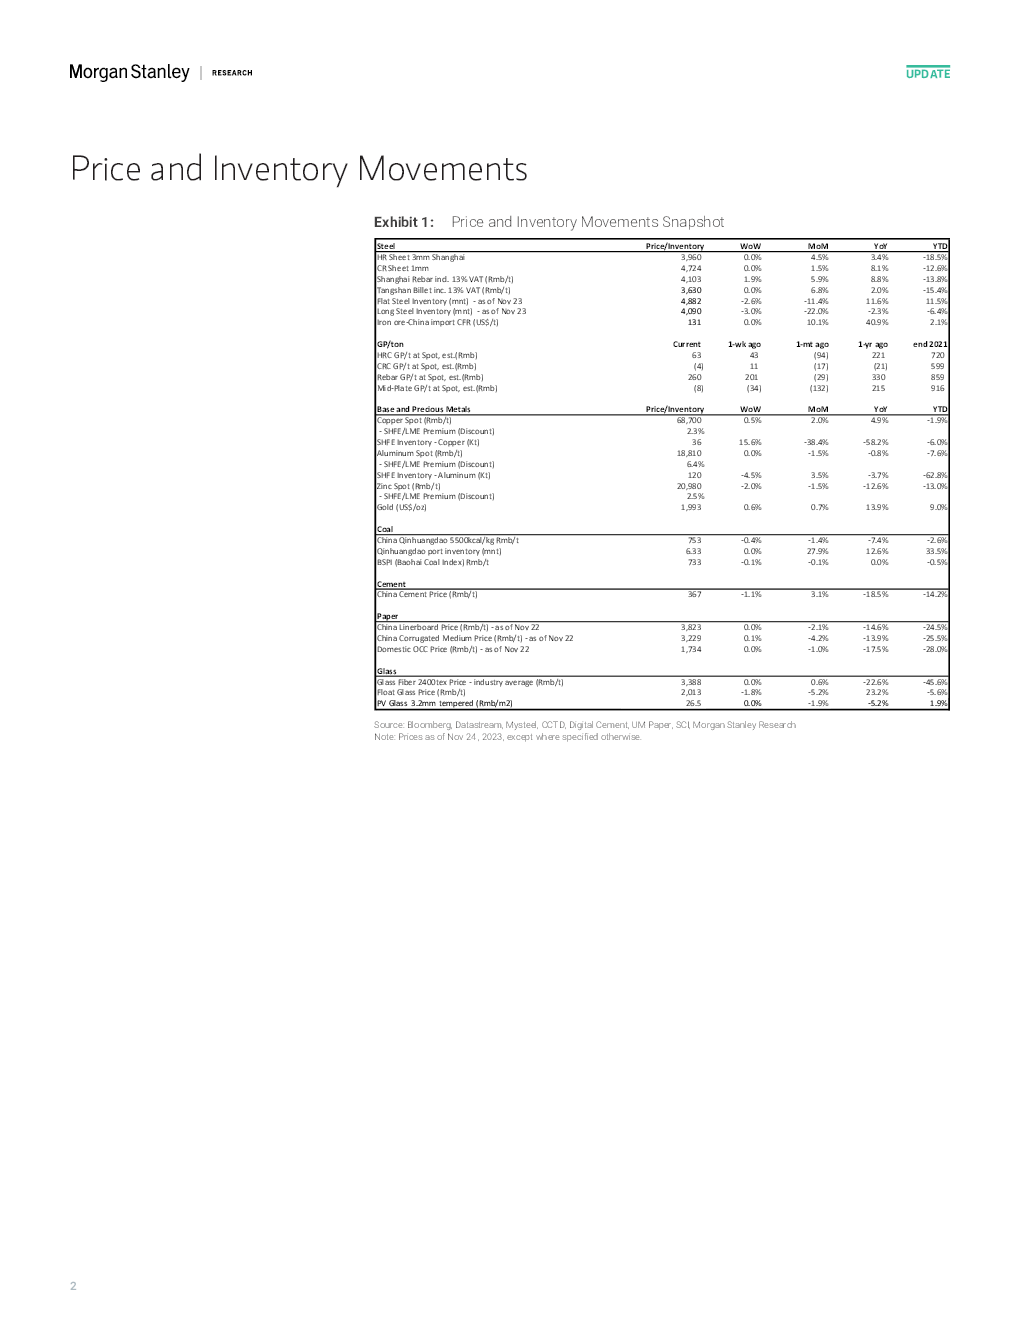 Morgan Stanley | RESEARCH
UPDATE
Price and Inventory Movements
Exhibit 1: Price and Inventory Movements Snapshot
Steel Price/Inventory WoW MoM YoY YTD
HR Sheet 3mm Shanghai 3,960 0.0% 4.5% 3.4% -18.5%
CR Sheet 1mm 4,724 0.0% 1.5% 8.1% -12.6%
Shanghai Rebar incl. 13% VAT (Rmb/t) 4,103 1.9% 5.9% 8.8% -13.8%
Tangshan Billet inc. 13% VAT (Rmb/t) 3,630 0.0% 6.8% 2.0% -15.4%
Flat Steel Inventory (mnt) - as of Nov 23 4,882 -2.6% -11.4% 11.6% 11.5%
Long Steel Inventory (mnt) - as of Nov 23 4,090 -3.0% -22.0% -2.3% -6.4%
Iron ore-China import CFR (US$/t) 131 0.0% 10.1% 40.9% 2.1%
GP/ton Current 1-wk ago 1-mt ago 1-yr ago end 2021
HRC GP/t at Spot, est.(Rmb) 63 43 (94) 221 720
CRC GP/t at Spot, est.(Rmb) (4) 11 (17) (21) 599
Rebar GP/t at Spot, est.(Rmb) 260 201 (29) 330 859
Mid-Plate GP/t at Spot, est.(Rmb) (8) (34) (132) 215 916
Base and Precious Metals Price/Inventory WoW MoM YoY YTD
Copper Spot (Rmb/t) 68,700 0.5% 2.0% 4.9% -1.9%
- SHFE/LME Premium (Discount) 2.3%
SHFE Inventory - Copper (Kt) 36 15.6% -38.4% -58.2% -6.0%
Aluminum Spot (Rmb/t) 18,810 0.0% -1.5% -0.8% -7.6%
- SHFE/LME Premium (Discount) 6.4%
SHFE Inventory - Aluminum (Kt) 120 -4.5% 3.5% -3.7% -62.8%
Zinc Spot (Rmb/t) 20,980 -2.0% -1.5% -12.6% -13.0%
- SHFE/LME Premium (Discount) 2.5%
Gold (US$/oz) 1,993 0.6% 0.7% 13.9% 9.0%
Coal
China Qinhuangdao 5500kcal/kg Rmb/t 753 -0.4% -1.4% -7.4% -2.6%
Qinhuangdao port inventory (mnt) 6.33 0.0% 27.9% 12.6% 33.5%
BSPI (Baohai Coal Index) Rmb/t 733 -0.1% -0.1% 0.0% -0.5%
Cement
China Cement Price (Rmb/t) 367 -1.1% 3.1% -18.5% -14.2%
Paper
China Linerboard Price (Rmb/t) - as of Nov 22 3,823 0.0% -2.1% -14.6% -24.5%
China Corrugated Medium Price (Rmb/t) - as of Nov 22 3,229 0.1% -4.2% -13.9% -25.5%
Domestic OCC Price (Rmb/t) - as of Nov 22 1,734 0.0% -1.0% -17.5% -28.0%
Glass
Glass Fiber 2400tex Price - industry average (Rmb/t) 3,388 0.0% 0.6% -22.6% -45.6%
Float Glass Price (Rmb/t) 2,013 -1.8% -5.2% 23.2% -5.6%
PV Glass 3.2mm tempered (Rmb/m2) 26.5 0.0% -1.9% -5.2% 1.9%
Source: Bloomberg, Datastream, Mysteel, CCTD, Digital Cement, UM Paper, SCI, Morgan Stanley Research
Note: Prices as of Nov 24, 2023, except where specified otherwise.
2